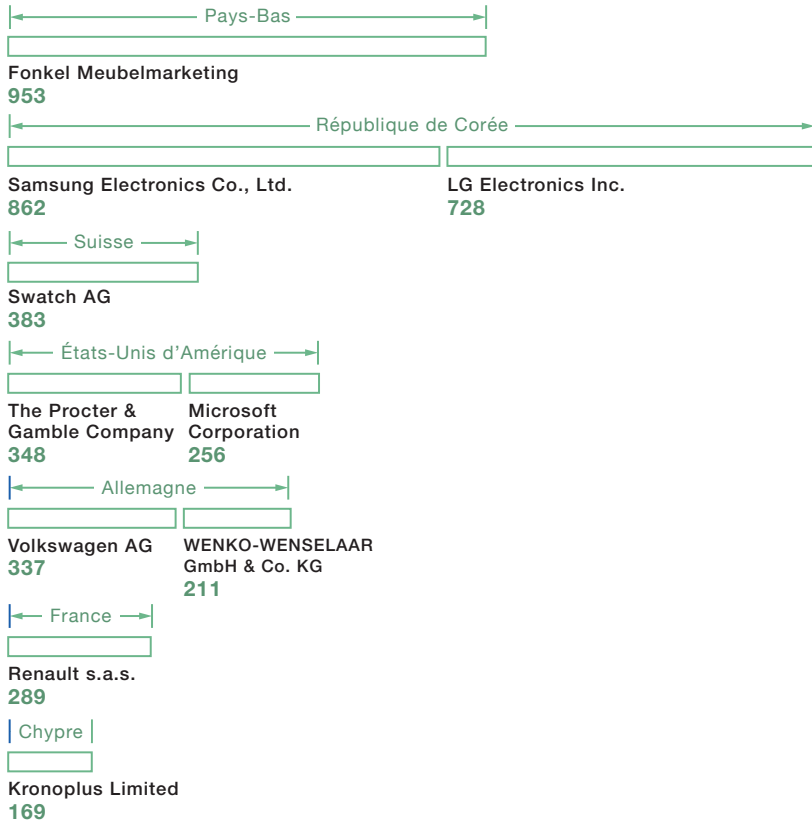 Pays-Bas
Fonkel Meubelmarketing
953
République de Corée
Samsung Electronics Co., Ltd.
862
LG Electronics Inc.
728
Suisse
Swatch AG
383
États-Unis d’Amérique
The Procter &
Gamble Company
348
Microsoft
Corporation
256
Allemagne
Volkswagen AG
337
WENKO-WENSELAAR
GmbH & Co. KG
211
France
Renault s.a.s.
289
Chypre
Kronoplus Limited
169